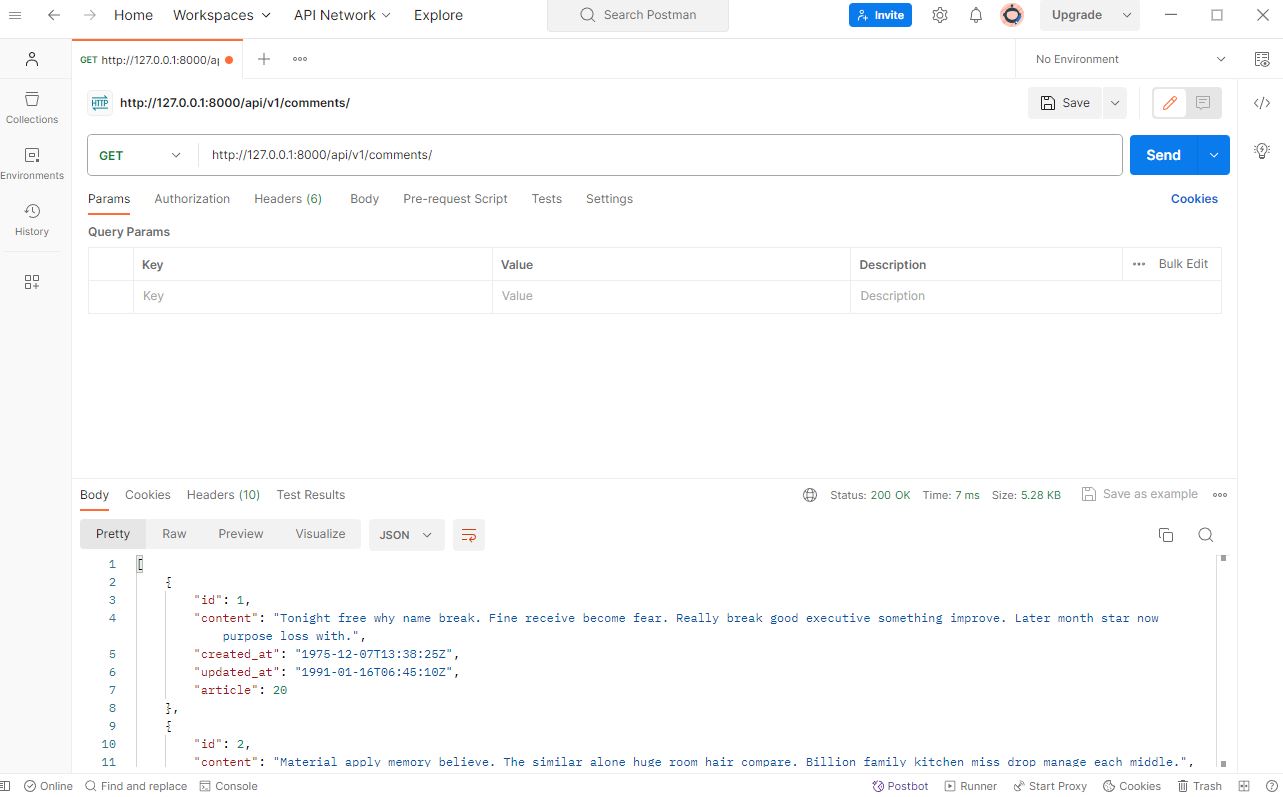 Home Workspaces API Network Explore Search Postman Invite Upgrade
GET http://127.0.0.1:8000/ap No Environment
HTTP http://127.0.0.1:8000/api/v1/comments/ Save
Collections
GET http://127.0.0.1:8000/api/v1/comments/ Send
Environments
Params Authorization Headers (6) Body Pre-request Script Tests Settings Cookies
History
Query Params
Key Value Description Bulk Edit
Key Value Description
Body Cookies Headers (10) Test Results Status: 200 OK Time: 7 ms Size: 5.28 KB Save as example
Pretty Raw Preview Visualize JSON
1 [
2 {
3 "id": 1,
4 "content": "Tonight free why name break. Fine receive become fear. Really break good executive something improve. Later month star now
purpose loss with.",
5 "created_at": "1975-12-07T13:38:25Z",
6 "updated_at": "1991-01-16T06:45:10Z",
7 "article": 20
8 },
9 {
10 "id": 2,
11 "content": "Material apply memory believe. The similar alone huge room hair compare. Billion family kitchen miss drop manage each middle.",
Online Find and replace Console Postbot Runner Start Proxy Cookies Trash